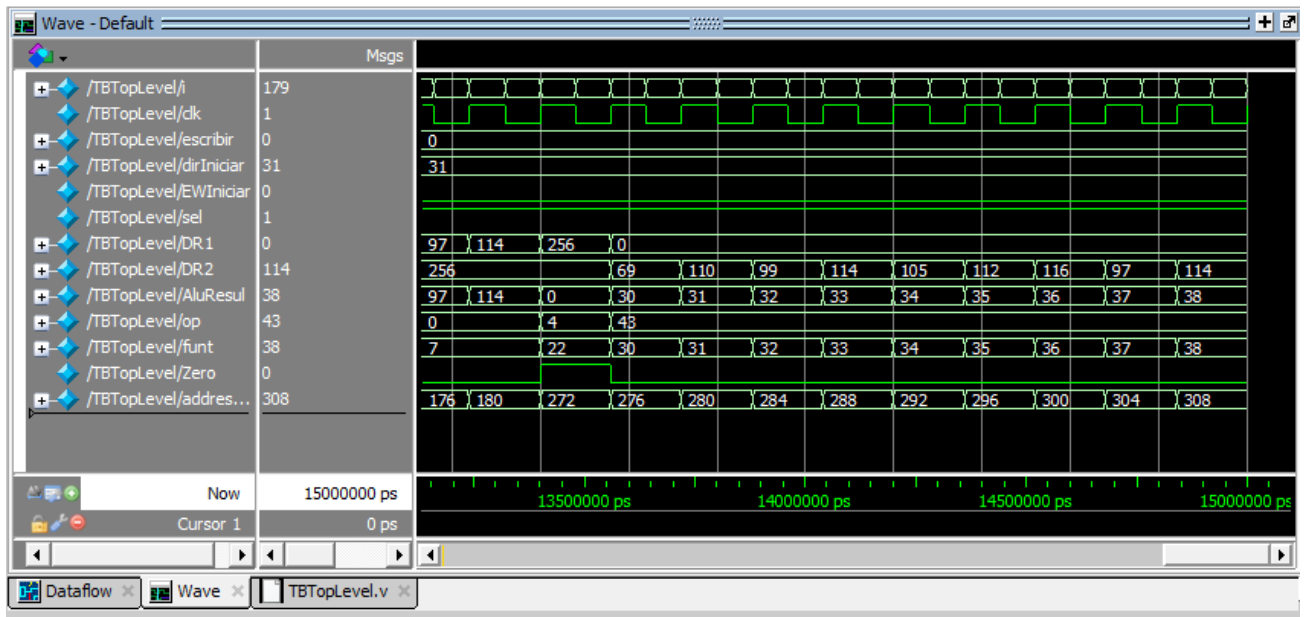 Wave - Default
Msgs
/TBTopLevel/i 179
/TBTopLevel/clk 1
/TBTopLevel/escribir 0 0
/TBTopLevel/dirIniciar 31 31
/TBTopLevel/EWIniciar 0
/TBTopLevel/sel 1
/TBTopLevel/DR1 0 97 114 256 0
/TBTopLevel/DR2 114 256 69 110 99 114 105 112 116 97 114
/TBTopLevel/AluResul 38 97 114 0 30 31 32 33 34 35 36 37 38
/TBTopLevel/op 43 0 4 43
/TBTopLevel/funt 38 7 22 30 31 32 33 34 35 36 37 38
/TBTopLevel/Zero 0
/TBTopLevel/addres... 308 176 180 272 276 280 284 288 292 296 300 304 308
Now 15000000 ps 13500000 ps 14000000 ps 14500000 ps 15000000 ps
Cursor 1 0 ps
Dataflow Wave TBTopLevel.v